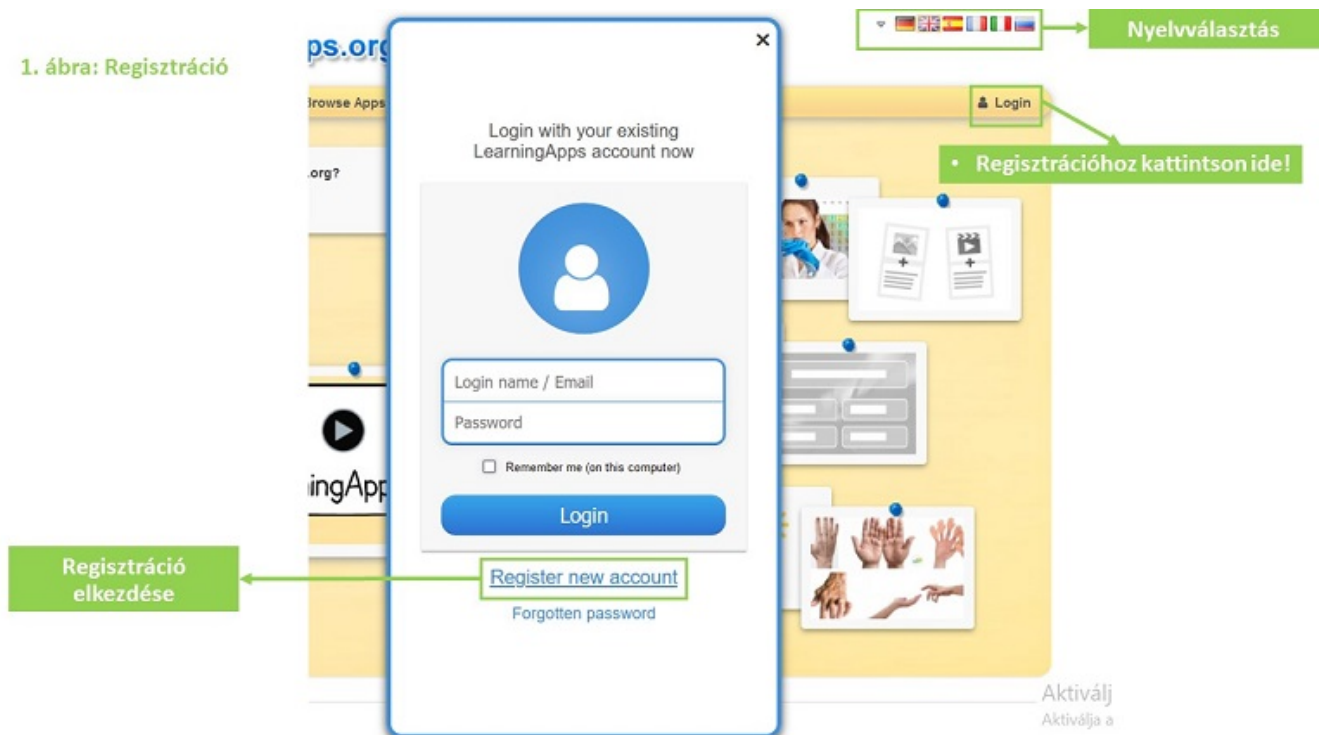 ps.org
Nyelvválasztás
1. ábra: Regisztráció
Browse Apps
Login
Login with your existing
LearningApps account now
.org?
• Regisztrációhoz kattintson ide!
Login name / Email
Password
Remember me (on this computer)
ingApp
Login
Regisztráció
elkezdése
Register new account
Forgotten password
Aktiválj
Aktiválja a